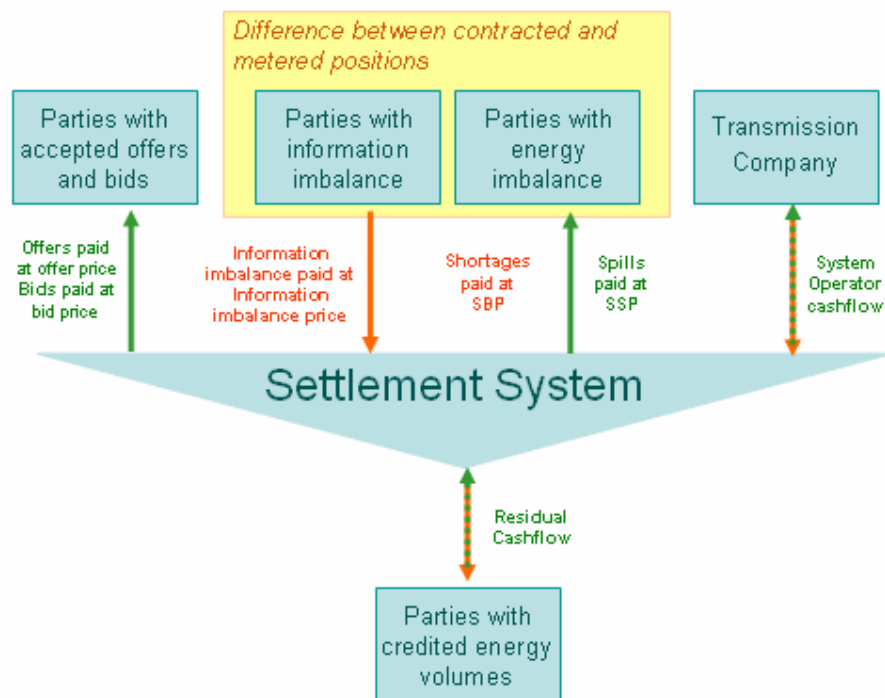 Difference between contracted and
metered positions
Parties with
accepted offers
and bids
Parties with
information
imbalance
Parties with
energy
imbalance
Transmission
Company
Offers paid
at offer price
Bids paid at
bid price
Information
imbalance paid at
Information
imbalance price
Shortages
paid at
SBP
Spills
paid at
SSP
System
Operator
cashflow
Settlement System
Residual
Cashflow
Parties with
credited energy
volumes